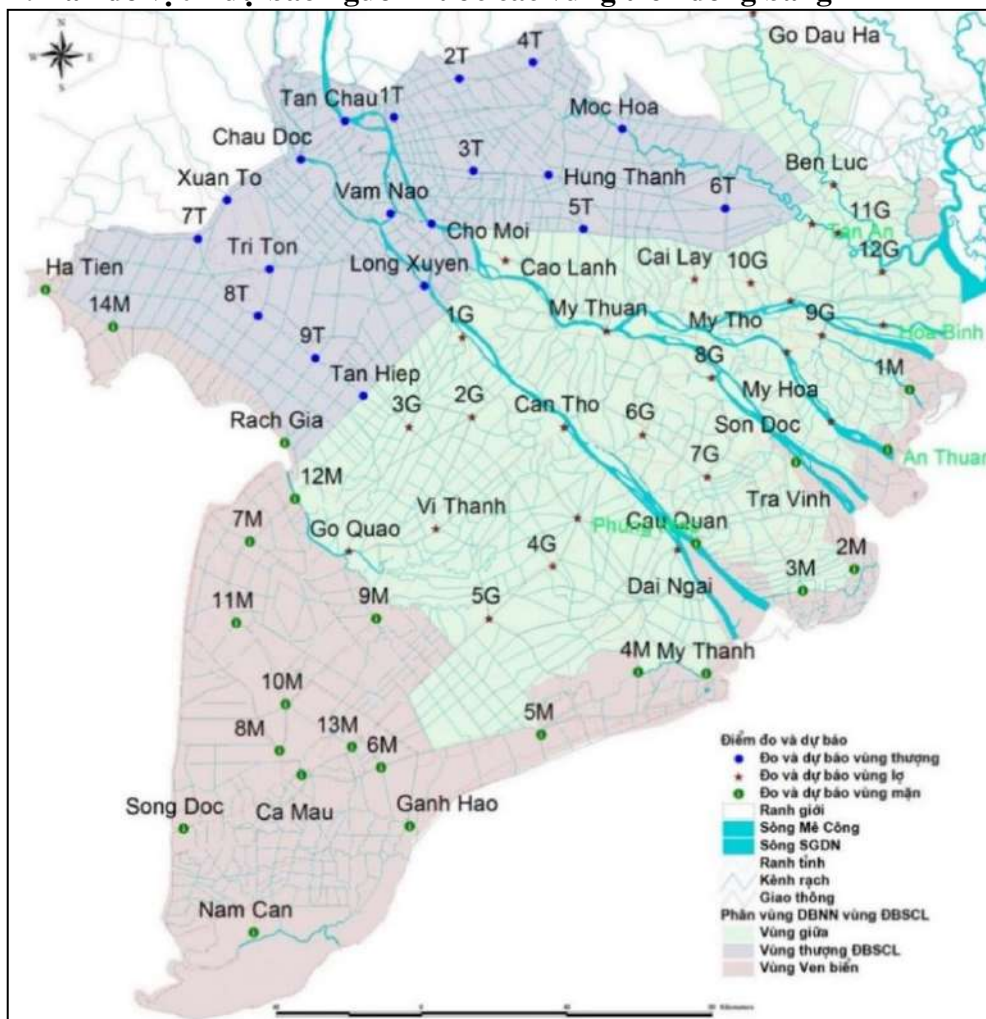 Go Dau Ha
4T
2T
Tan Chau
1T
Moc Hoa
Chau Doc
Ben Luc
3T
Xuan To
Hung Thanh
Vam Nao
6T
7T
5T
11G
Tan An
Tri Ton
Cho Moi
12G
Ha Tien
Long Xuyen
Cao Lanh
Cai Lay
10G
14M
8T
1G
My Thuan
My Tho
9G
Hoa Binh
9T
8G
1M
Tan Hiep
My Hoa
3G
2G
Can Tho
6G
Rach Gia
Son Doc
An Thuan
7G
12M
Vi Thanh
Tra Vinh
7M
Go Quao
Cau Quan
4G
2M
3M
Dai Ngai
11M
9M
5G
4M
My Thanh
10M
8M
13M
6M
5M
Song Doc
Ca Mau
Ganh Hao
Nam Can
Điểm đo và dự báo
Đo và dự báo vùng thượng
Đo và dự báo vùng lợ
Đo và dự báo vùng mặn
Ranh giới
Sông Mê Công
Sông SGDN
Ranh tỉnh
Kênh rạch
Giao thông
Phân vùng DBNN vùng ĐBSCL
Vùng giữa
Vùng thượng ĐBSCL
Vùng Ven biển